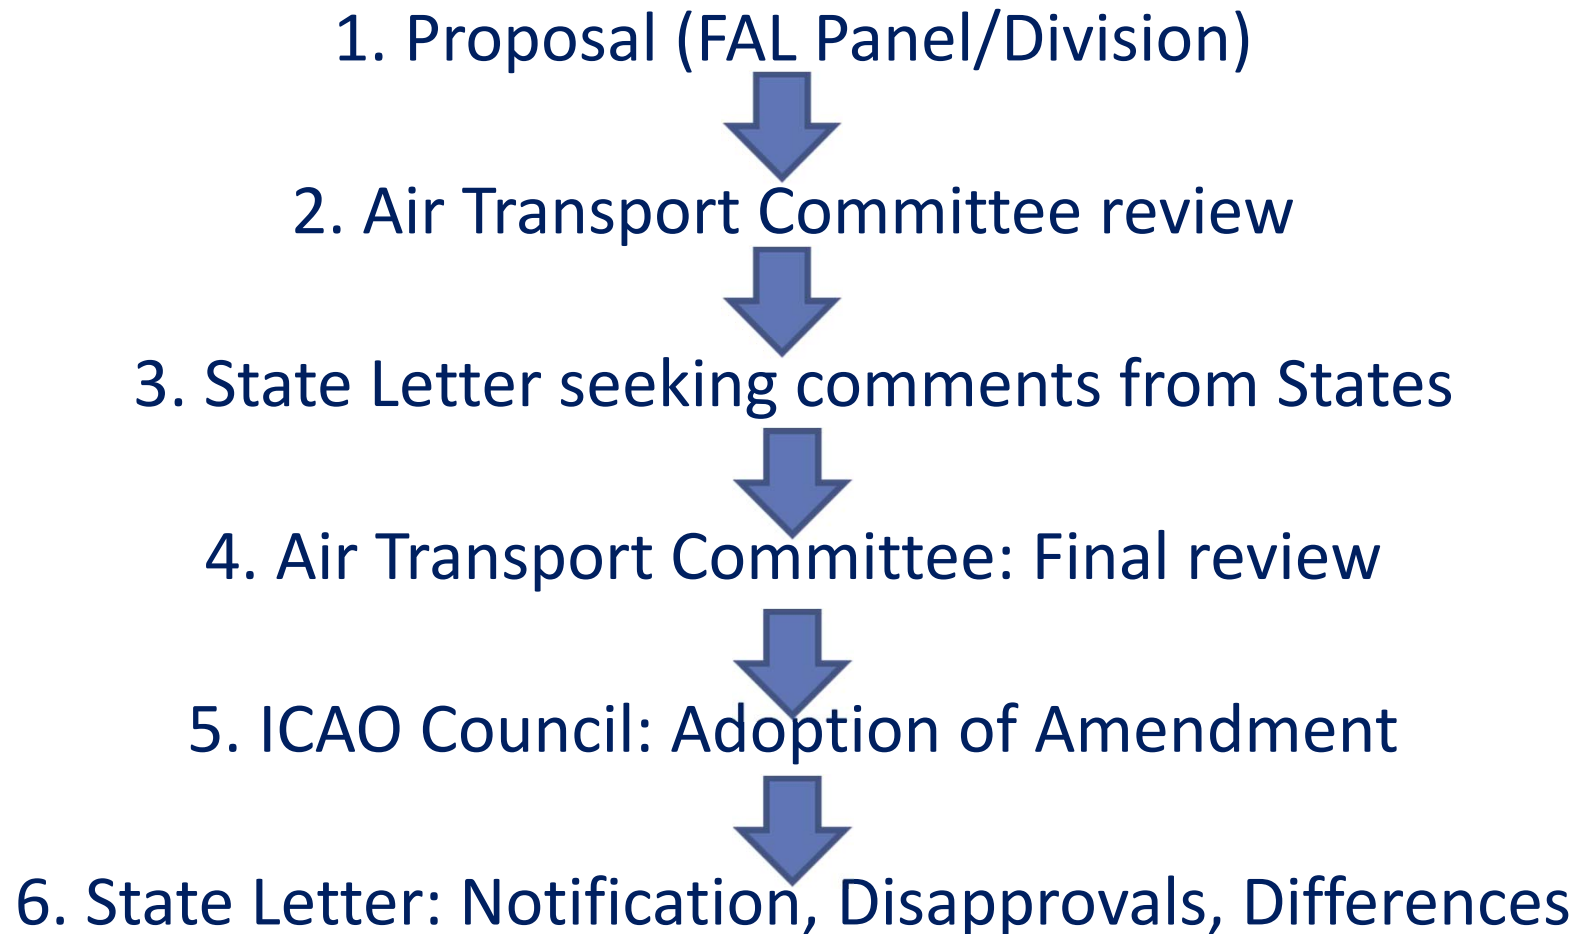 1. Proposal (FAL Panel/Division)
2. Air Transport Committee review
3. State Letter seeking comments from States
4. Air Transport Committee: Final review
5. ICAO Council: Adoption of Amendment
6. State Letter: Notification, Disapprovals, Differences